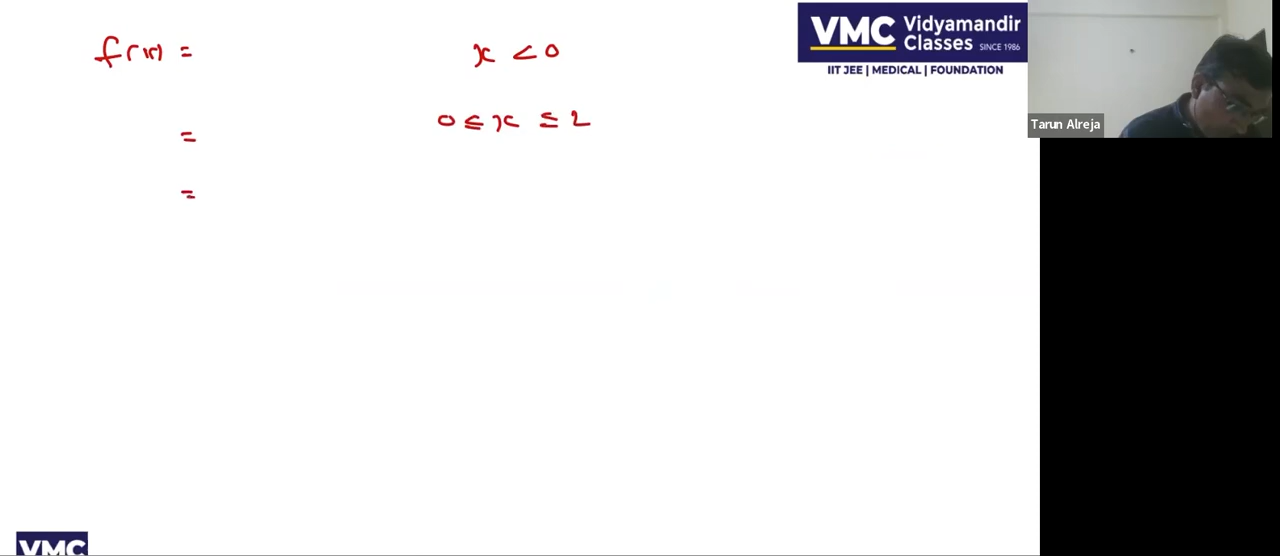 f(x) = x < 0
= 0 ≤ x ≤ 2
=
VMC Vidyamandir Classes SINCE 1986
IIT JEE | MEDICAL | FOUNDATION
Tarun Alreja
VMC